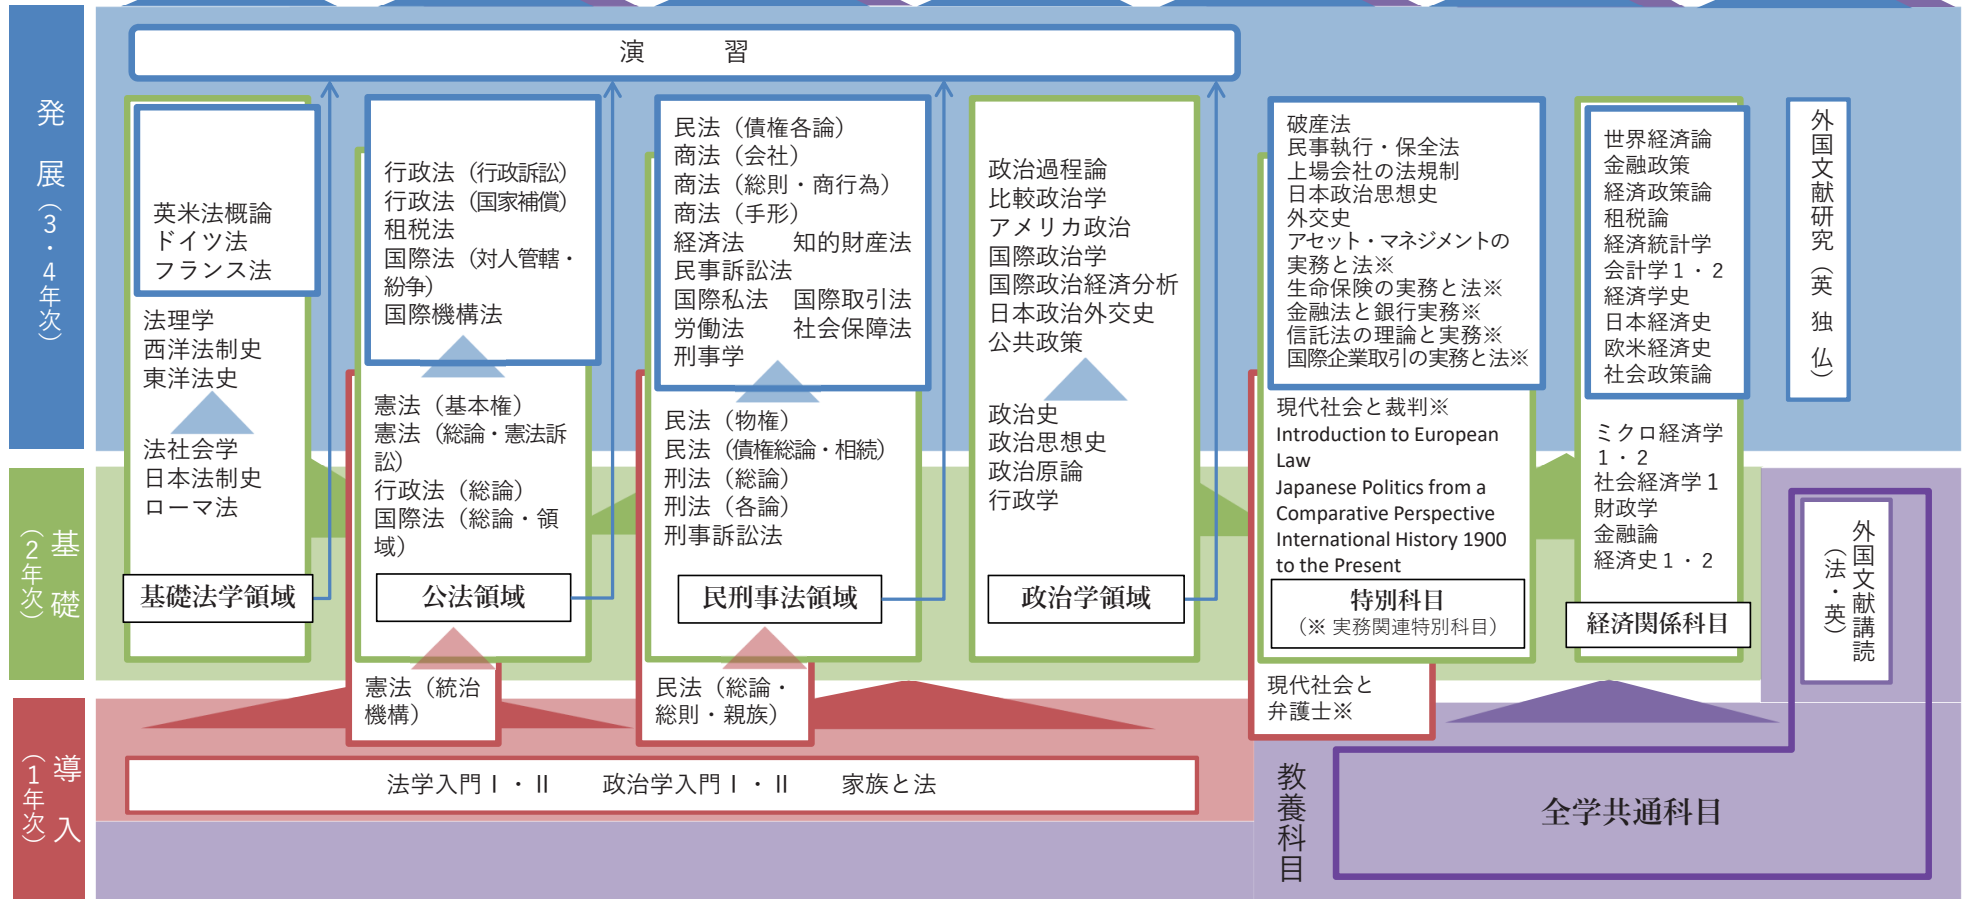 発展（３・４年次）
演習
英米法概論
ドイツ法
フランス法
法理学
西洋法制史
東洋法史
法社会学
日本法制史
ローマ法
基礎法学領域
行政法（行政訴訟）
行政法（国家補償）
租税法
国際法（対人管轄・
紛争）
国際機構法
憲法（基本権）
憲法（総論・憲法訴
訟）
行政法（総論）
国際法（総論・領
域）
公法領域
憲法（統治
機構）
民法（債権各論）
商法（会社）
商法（総則・商行為）
商法（手形）
経済法　知的財産法
民事訴訟法
国際私法　国際取引法
労働法　社会保障法
刑事学
民法（物権）
民法（債権総論・相続）
刑法（総論）
刑法（各論）
刑事訴訟法
民刑事法領域
民法（総論・
総則・親族）
政治過程論
比較政治学
アメリカ政治
国際政治学
国際政治経済分析
日本政治外交史
公共政策
政治史
政治思想史
政治原論
行政学
政治学領域
破産法
民事執行・保全法
上場会社の法規制
日本政治思想史
外交史
アセット・マネジメントの
実務と法※
生命保険の実務と法※
金融法と銀行実務※
信託法の理論と実務※
国際企業取引の実務と法※
現代社会と裁判※
Introduction to European
Law
Japanese Politics from a
Comparative Perspective
International History 1900
to the Present
特別科目
（※ 実務関連特別科目）
現代社会と
弁護士※
世界経済論
金融政策
経済政策論
租税論
経済統計学
会計学１・２
経済学史
日本経済史
欧米経済史
社会政策論
ミクロ経済学
１・２
社会経済学１
財政学
金融論
経済史１・２
経済関係科目
外国文献研究（英 独 仏）
基礎
（２年次）
外国文献講読
（法・英）
導入
（１年次）
法学入門Ⅰ・Ⅱ　政治学入門Ⅰ・Ⅱ　家族と法
教養科目
全学共通科目